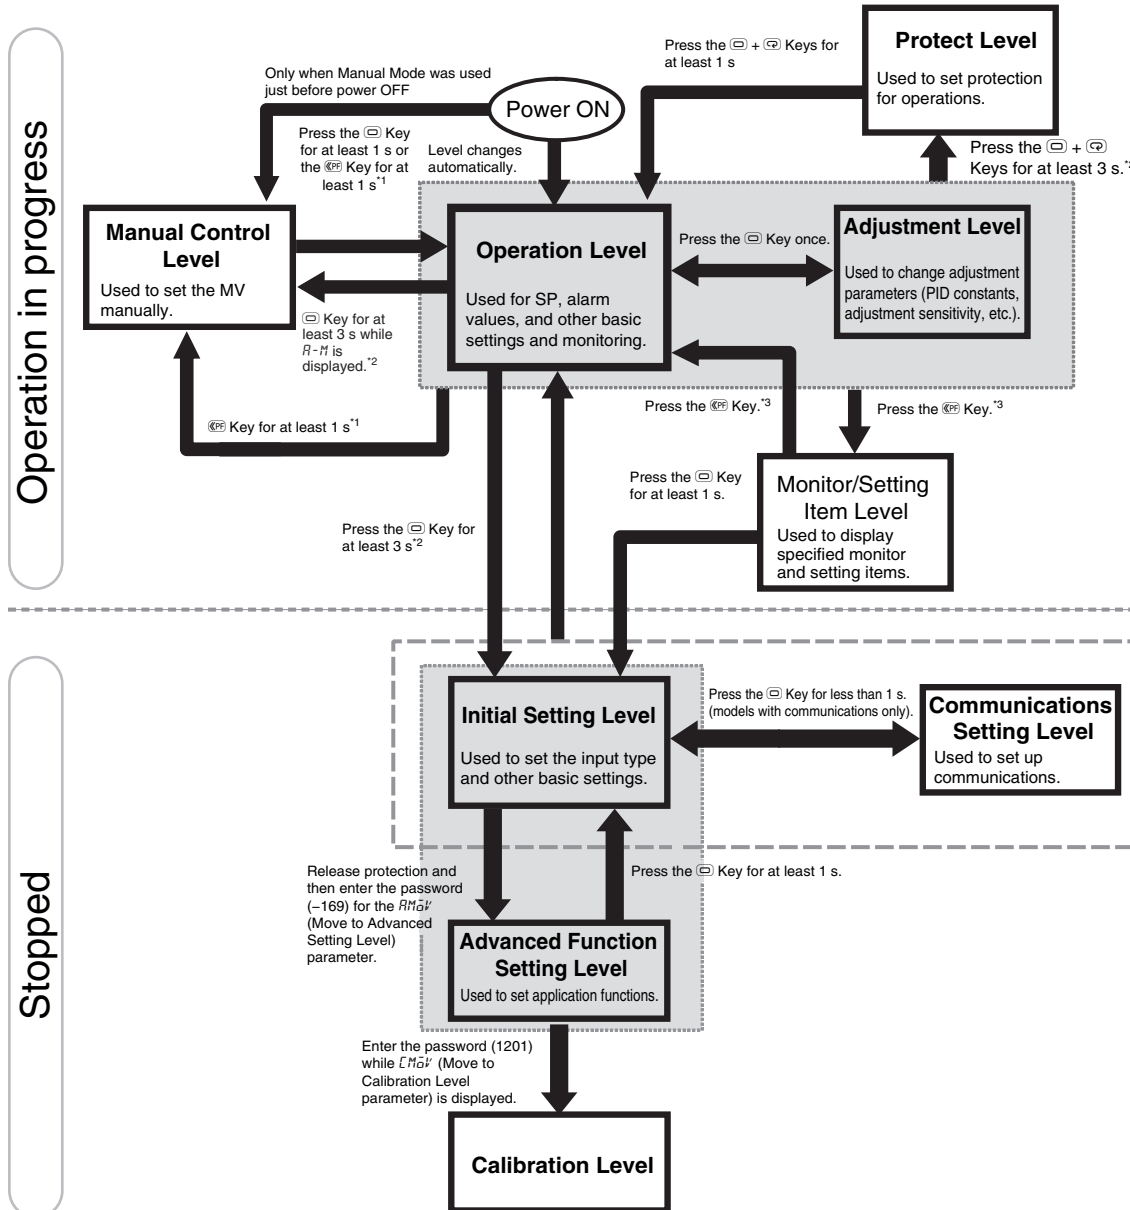 Operation in progress
Stopped
Only when Manual Mode was used
just before power OFF
Power ON
Press the Key
for at least 1 s or
the PF Key for at
least 1 s*1
Level changes
automatically.
Press the + Keys for
at least 1 s
Protect Level
Used to set protection
for operations.
Press the +
Keys for at least 3 s.
Manual Control
Level
Used to set the MV
manually.
Operation Level
Used for SP, alarm
values, and other basic
settings and monitoring.
Press the Key once.
Adjustment Level
Used to change adjustment
parameters (PID constants,
adjustment sensitivity, etc.).
Key for at
least 3 s while
A-M is
displayed.*2
PF Key for at least 1 s*1
Press the PF Key.*3
Press the PF Key.*3
Press the Key
for at least 1 s.
Monitor/Setting
Item Level
Used to display
specified monitor
and setting items.
Press the Key for
at least 3 s*2
Initial Setting Level
Used to set the input type
and other basic settings.
Press the Key for less than 1 s.
(models with communications only).
Communications
Setting Level
Used to set up
communications.
Release protection and
then enter the password
(−169) for the AMoV
(Move to Advanced
Setting Level)
parameter.
Press the Key for at least 1 s.
Advanced Function
Setting Level
Used to set application functions.
Enter the password (1201)
while CMoV (Move to
Calibration Level
parameter) is displayed.
Calibration Level